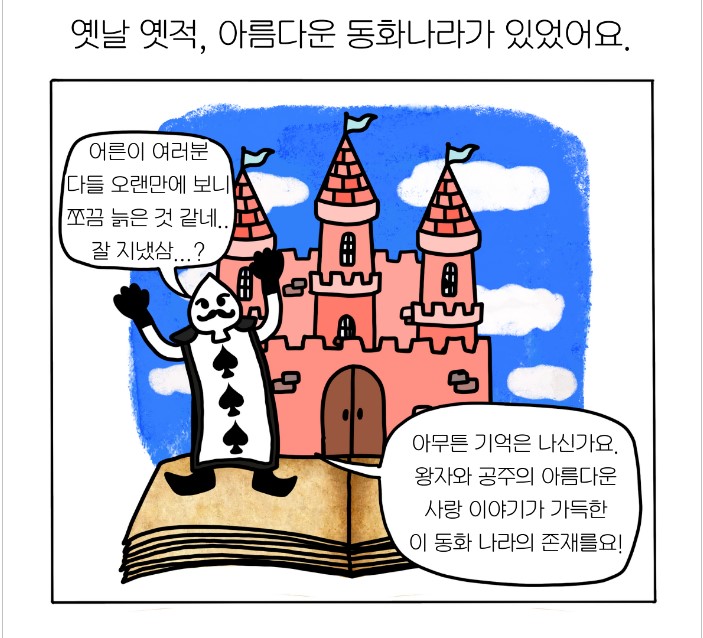 옛날 옛적, 아름다운 동화나라가 있었어요.
어른이 여러분
다들 오랜만에 보니
쪼끔 늙은 것 같네..
잘 지냈삼...?
아무튼 기억은 나신가요.
왕자와 공주의 아름다운
사랑 이야기가 가득한
이 동화 나라의 존재를요!